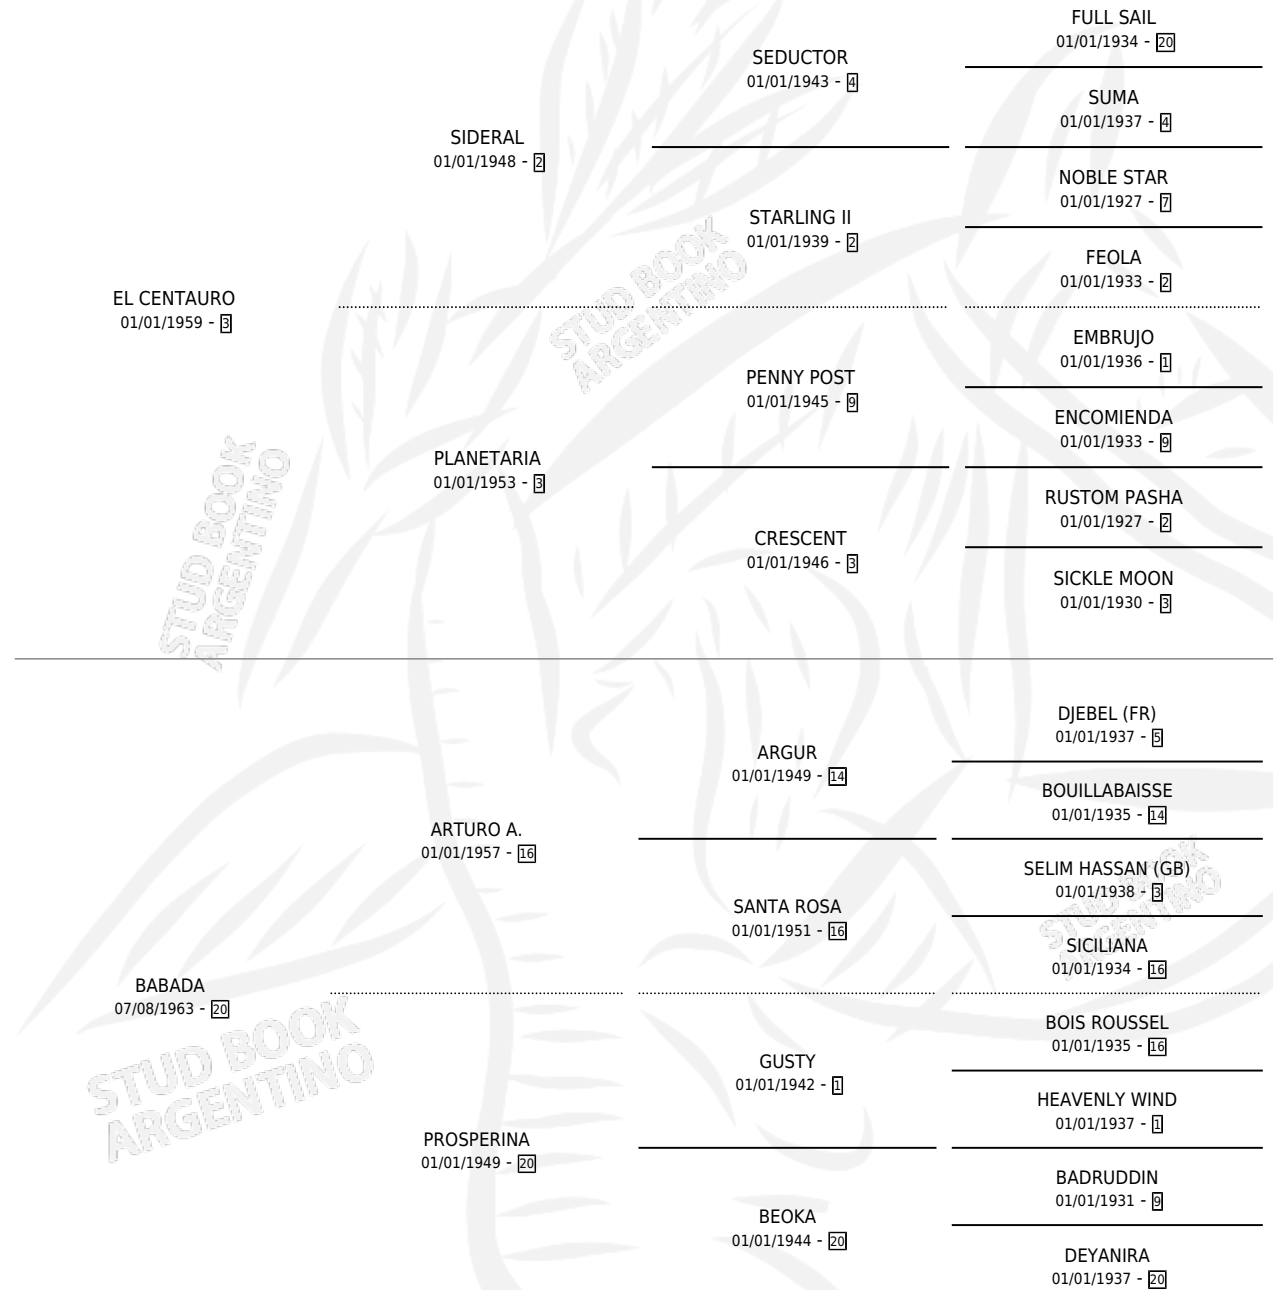 FULL SAIL
01/01/1934 - 20
SEDUCTOR
01/01/1943 - 4
SUMA
01/01/1937 - 4
SIDERAL
01/01/1948 - 2
NOBLE STAR
01/01/1927 - 7
STARLING II
01/01/1939 - 2
FEOLA
01/01/1933 - 2
EL CENTAURO
01/01/1959 - 3
EMBRUJO
01/01/1936 - 1
PENNY POST
01/01/1945 - 9
ENCOMIENDA
01/01/1933 - 9
PLANETARIA
01/01/1953 - 3
RUSTOM PASHA
01/01/1927 - 2
CRESCENT
01/01/1946 - 3
SICKLE MOON
01/01/1930 - 3
STUD BOOK
ARGENTINO
STUD BOOK
ARGENTINO
DJEBEL (FR)
01/01/1937 - 5
ARGUR
01/01/1949 - 14
BOUILLABAISSE
01/01/1935 - 14
ARTURO A.
01/01/1957 - 16
SELIM HASSAN (GB)
01/01/1938 - 3
SANTA ROSA
01/01/1951 - 16
SICILIANA
01/01/1934 - 16
BABADA
07/08/1963 - 20
BOIS ROUSSEL
01/01/1935 - 16
GUSTY
01/01/1942 - 1
HEAVENLY WIND
01/01/1937 - 1
PROSPERINA
01/01/1949 - 20
BADRUDDIN
01/01/1931 - 9
BEOKA
01/01/1944 - 20
DEYANIRA
01/01/1937 - 20
STUD BOOK
ARGENTINO
STUD BOOK
ARGENTINO